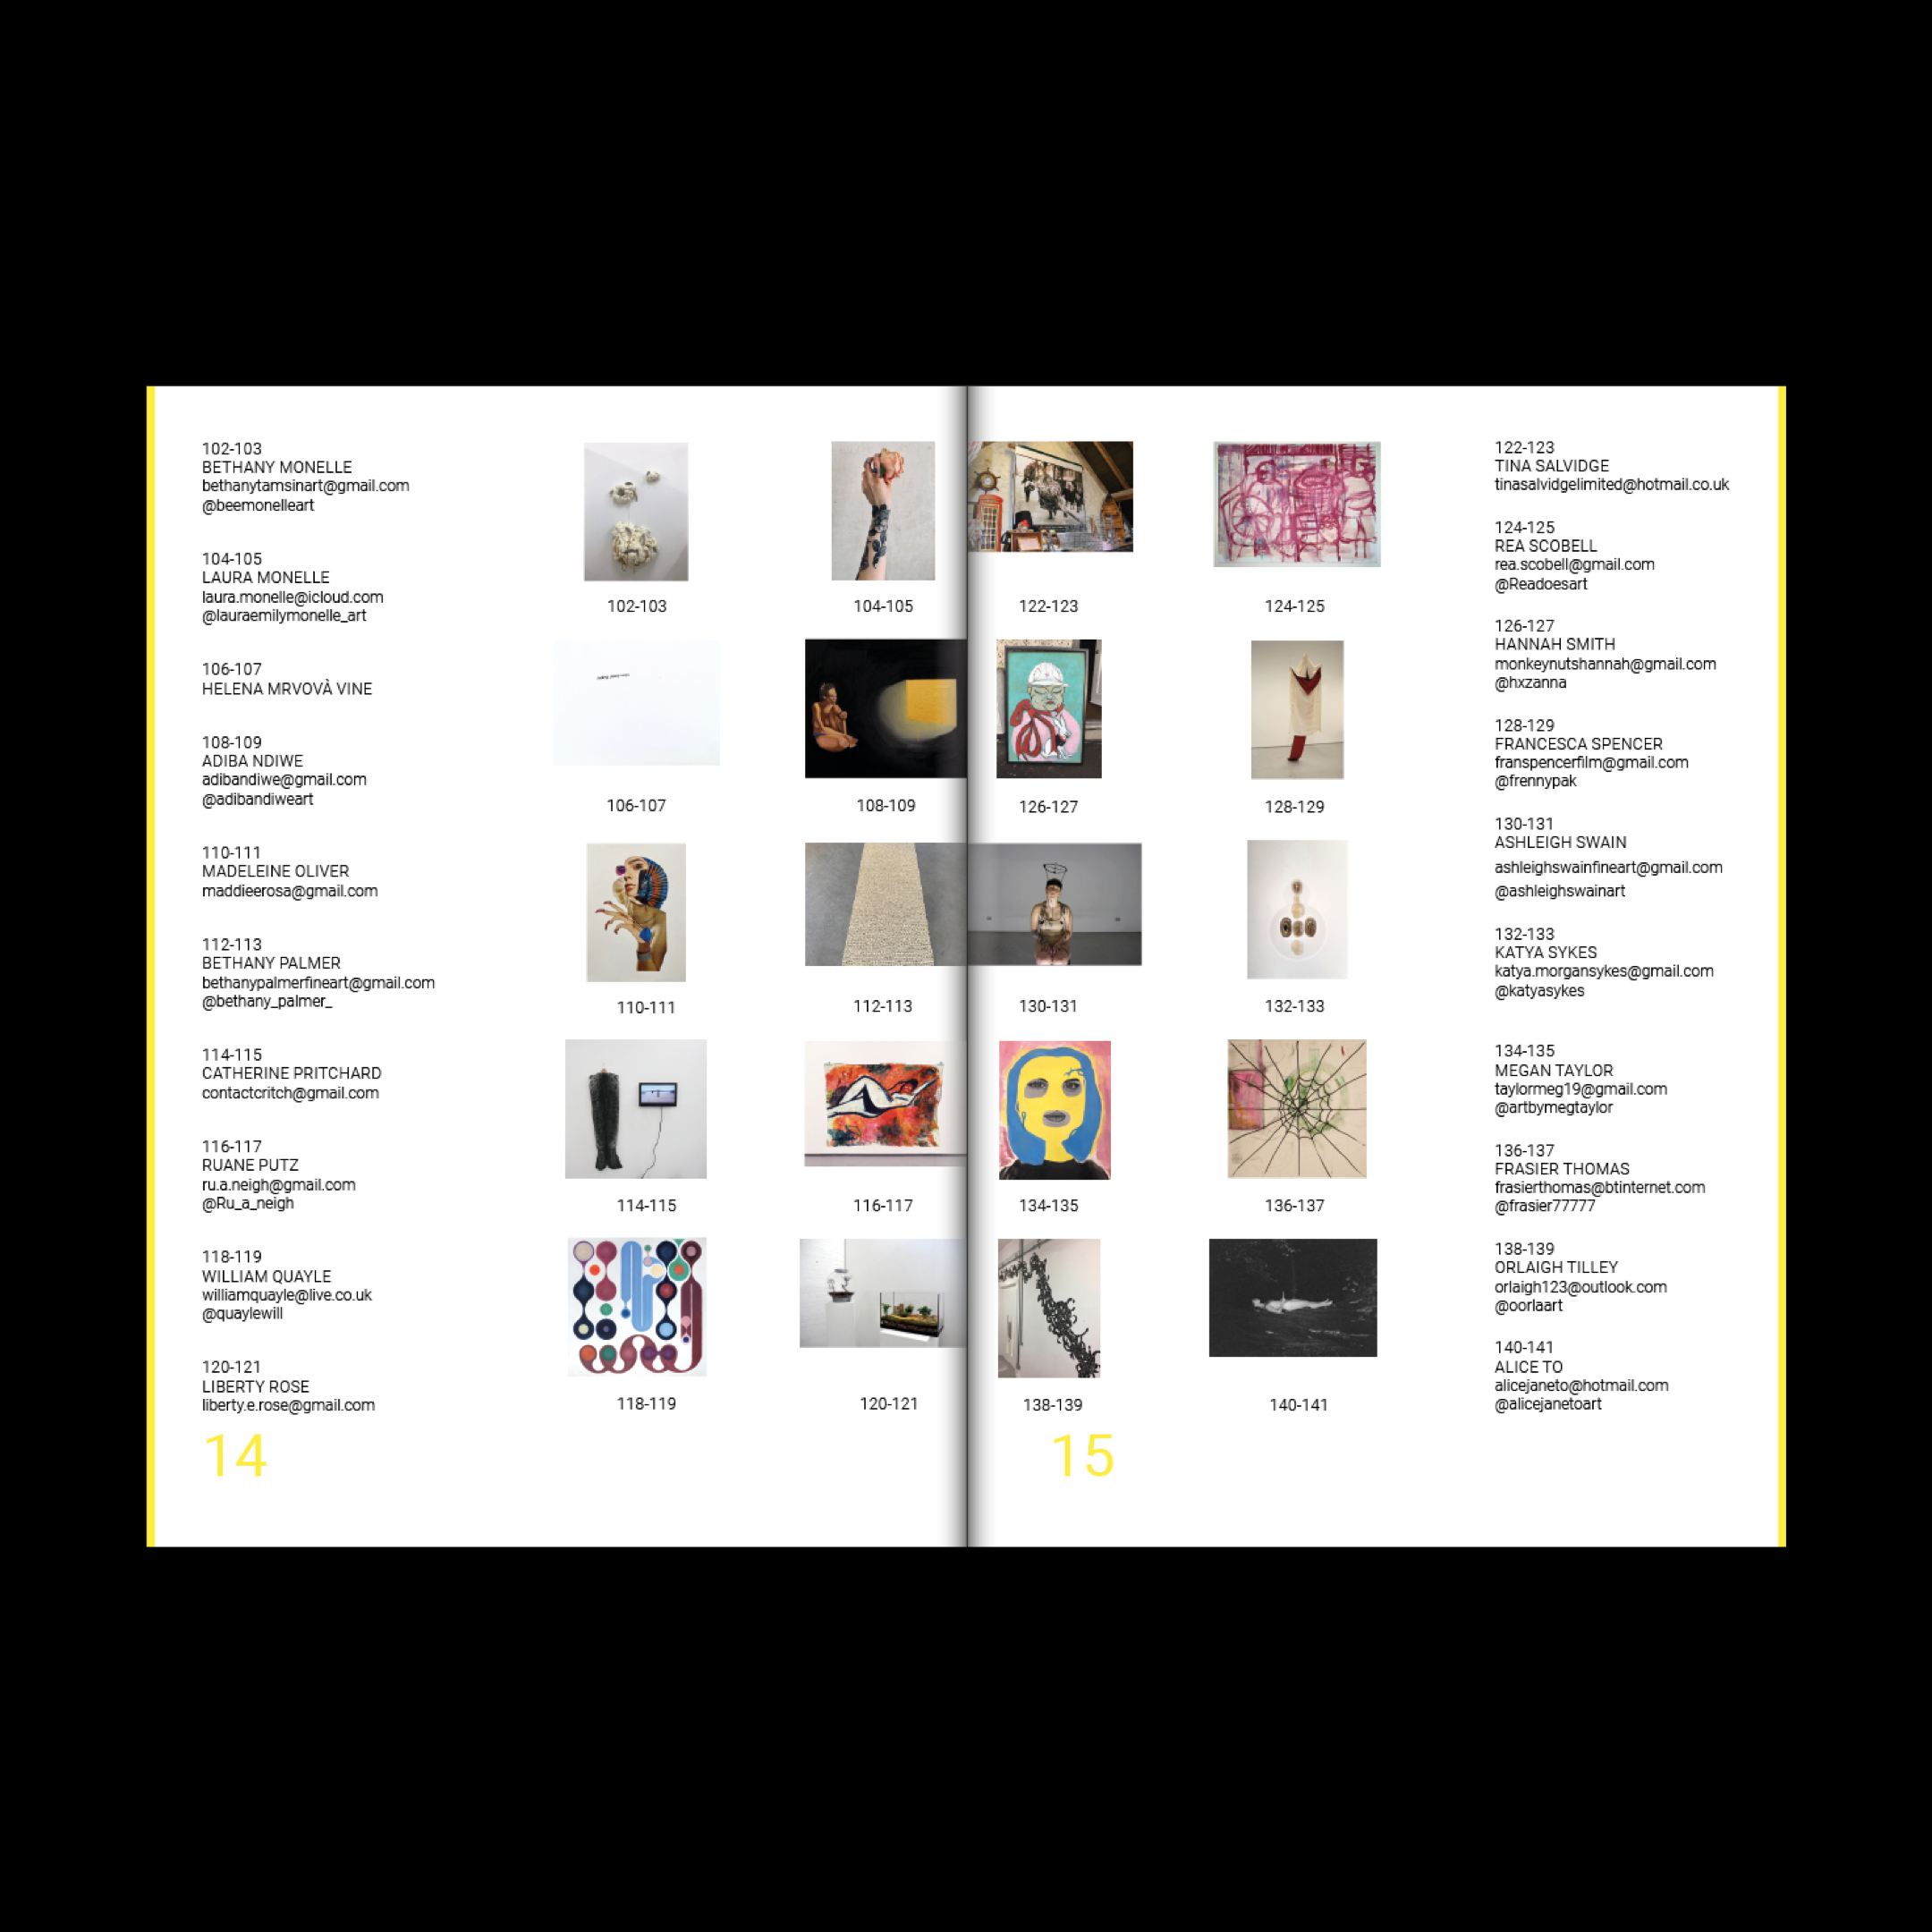 102-103
BETHANY MONELLE
bethanytamsinart@gmail.com
@beemonelleart
104-105
LAURA MONELLE
laura.monelle@icloud.com
@lauraemilymonelle_art
106-107
HELENA MRVOVÀ VINE
108-109
ADIBA NDIWE
adibandiwe@gmail.com
@adibandiweart
110-111
MADELEINE OLIVER
maddieerosa@gmail.com
112-113
BETHANY PALMER
bethanypalmerfineart@gmail.com
@bethany_palmer_
114-115
CATHERINE PRITCHARD
contactcritch@gmail.com
116-117
RUANE PUTZ
ru.a.neigh@gmail.com
@Ru_a_neigh
118-119
WILLIAM QUAYLE
williamquayle@live.co.uk
@quaylewill
120-121
LIBERTY ROSE
liberty.e.rose@gmail.com
14
102-103
104-105
106-107
108-109
110-111
112-113
114-115
116-117
118-119
120-121
122-123
124-125
126-127
128-129
130-131
132-133
134-135
136-137
138-139
140-141
15
122-123
TINA SALVIDGE
tinasalvidgelimited@hotmail.co.uk
124-125
REA SCOBELL
rea.scobell@gmail.com
@Readoesart
126-127
HANNAH SMITH
monkeynutshannah@gmail.com
@hxzanna
128-129
FRANCESCA SPENCER
franspencerfilm@gmail.com
@frennypak
130-131
ASHLEIGH SWAIN
ashleighswainfineart@gmail.com
@ashleighswainart
132-133
KATYA SYKES
katya.morgansykes@gmail.com
@katyasykes
134-135
MEGAN TAYLOR
taylormeg19@gmail.com
@artbymegtaylor
136-137
FRASIER THOMAS
frasierthomas@btinternet.com
@frasier77777
138-139
ORLAIGH TILLEY
orlaigh123@outlook.com
@oorlaart
140-141
ALICE TO
alicejaneto@hotmail.com
@alicejanetoart